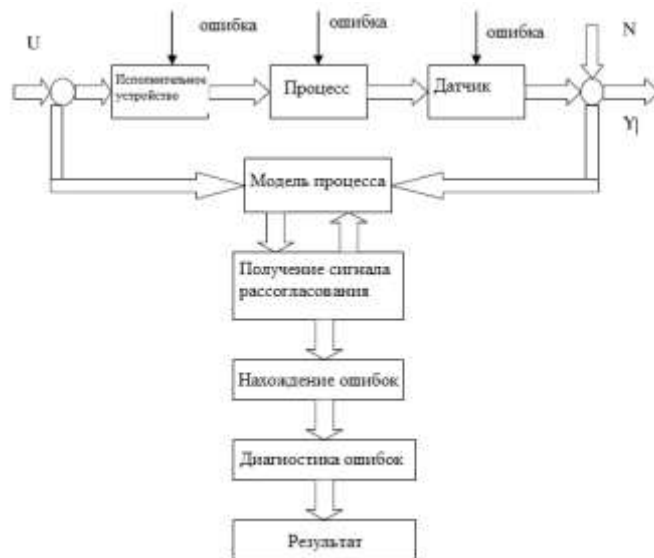 U
ошибка
ошибка
ошибка
N
Исполнительное
устройство
Процесс
Датчик
Y|
Модель процесса
Получение сигнала
рассогласования
Нахождение ошибок
Диагностика ошибок
Результат